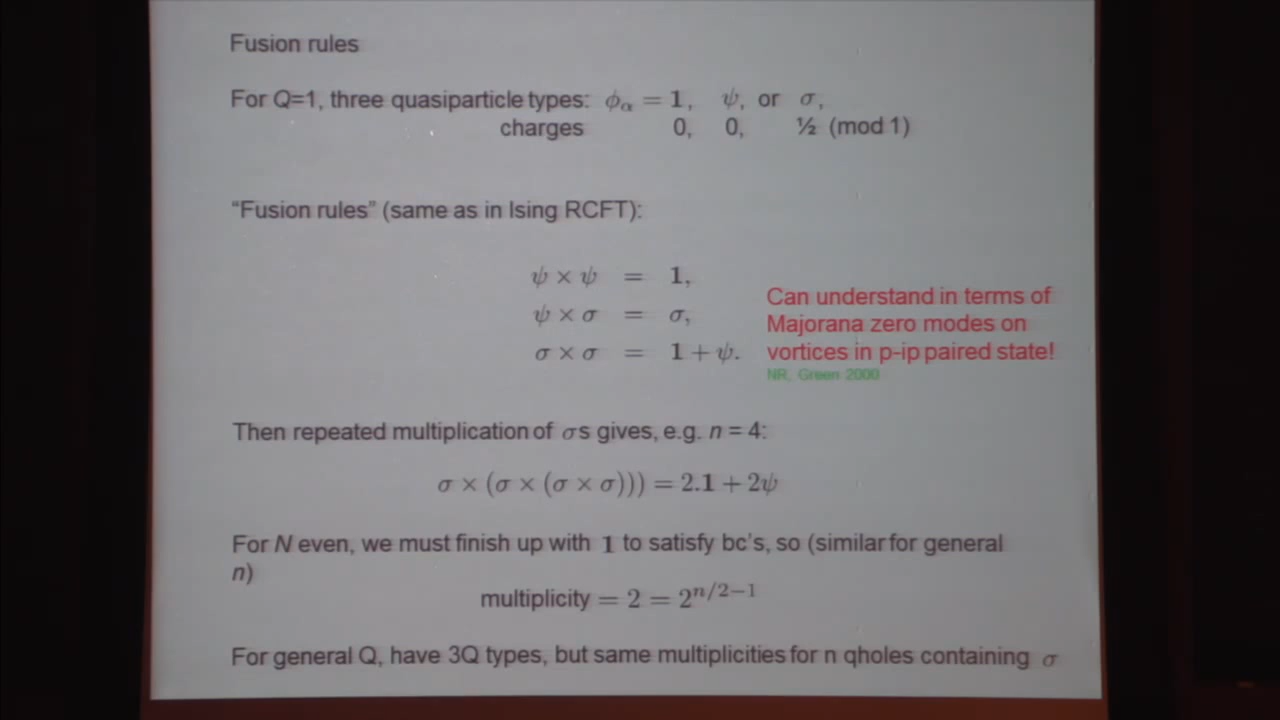 Fusion rules
For Q=1, three quasiparticle types: ϕα = 1, ψ, or σ,
charges 0, 0, ½ (mod 1)
“Fusion rules” (same as in Ising RCFT):
ψ × ψ = 1,
ψ × σ = σ,
σ × σ = 1 + ψ.
Can understand in terms of
Majorana zero modes on
vortices in p-ip paired state!
NR, Green 2000
Then repeated multiplication of σs gives, e.g. n = 4:
σ × (σ × (σ × σ))) = 2.1 + 2ψ
For N even, we must finish up with 1 to satisfy bc's, so (similar for general
n)
multiplicity = 2 = 2^{n/2−1}
For general Q, have 3Q types, but same multiplicities for n qholes containing σ